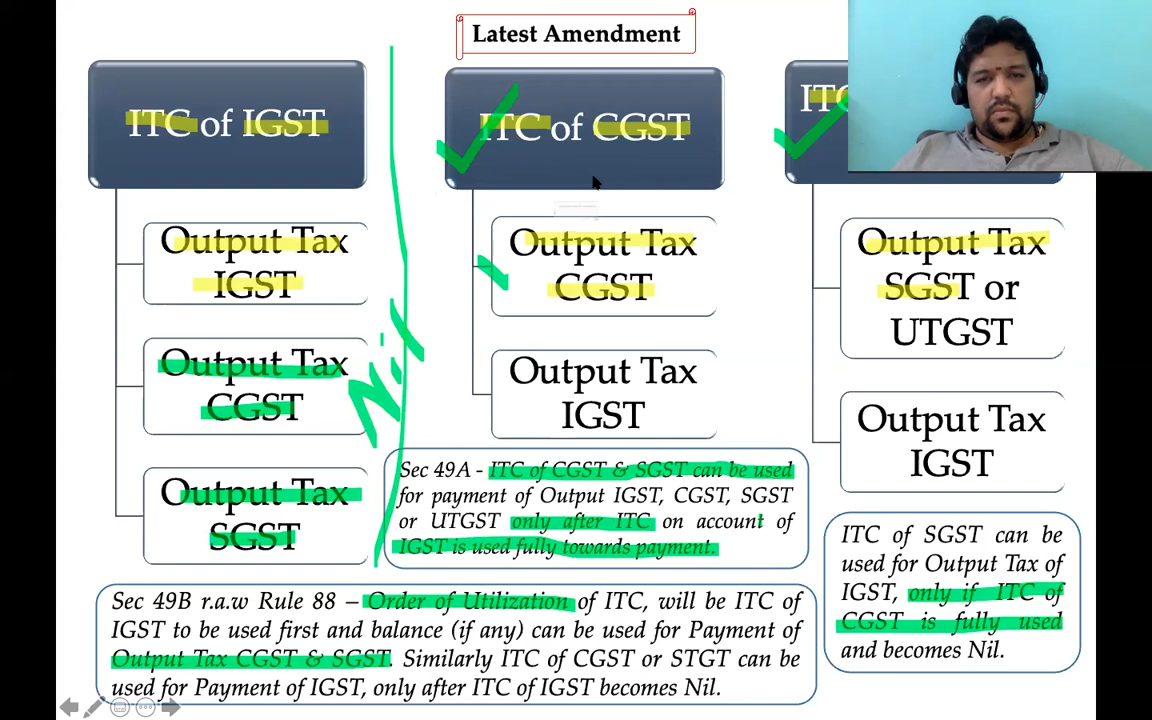 Latest Amendment
ITC of IGST
Output Tax
IGST
Output Tax
CGST
Output Tax
SGST
Nil
ITC of CGST
Output Tax
CGST
Output Tax
IGST
ITC
Output Tax
SGST or
UTGST
Output Tax
IGST
Sec 49A - ITC of CGST & SGST can be used
for payment of Output IGST, CGST, SGST
or UTGST only after ITC on account of
IGST is used fully towards payment.
ITC of SGST can be
used for Output Tax of
IGST, only if ITC of
CGST is fully used
and becomes Nil.
Sec 49B r.a.w Rule 88 – Order of Utilization of ITC, will be ITC of
IGST to be used first and balance (if any) can be used for Payment of
Output Tax CGST & SGST. Similarly ITC of CGST or STGT can be
used for Payment of IGST, only after ITC of IGST becomes Nil.